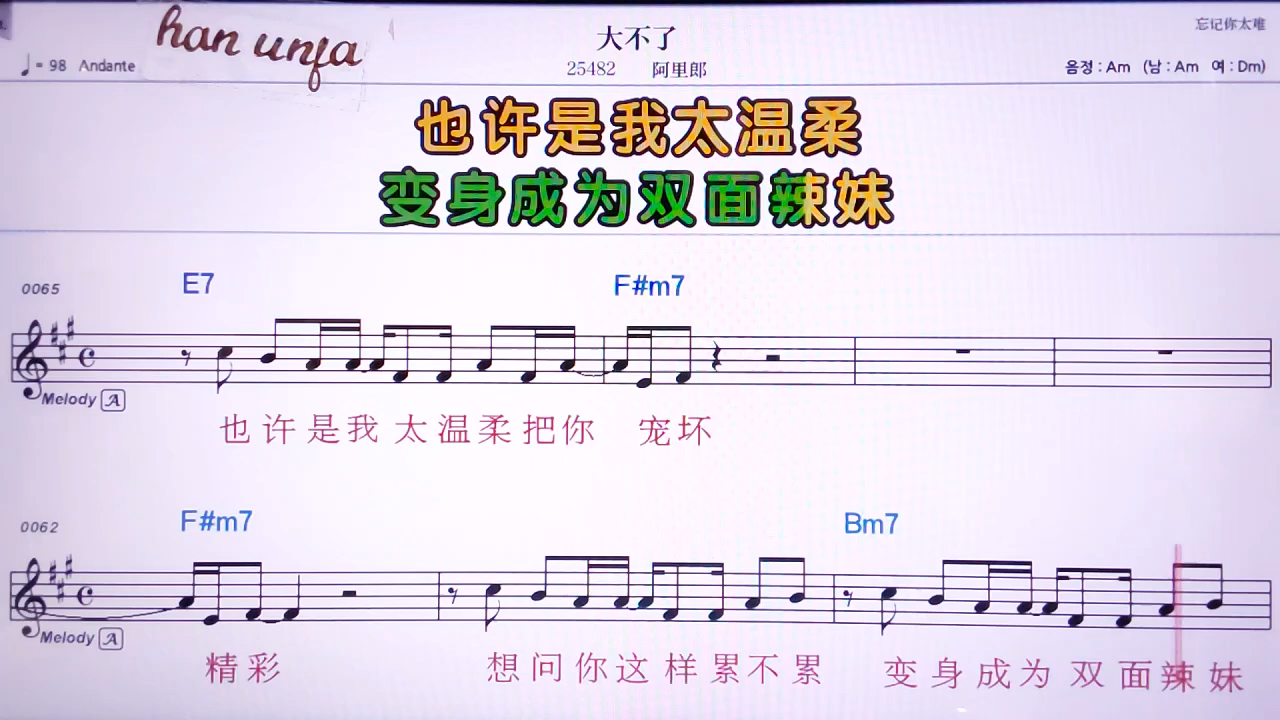 han unfa
大不了
忘记你太难
♩= 98 Andante
25482 阿里郎
음정 : Am (남 : Am 여 : Dm)
也许是我太温柔
变身成为双面辣妹
0065
E7 F#m7
Melody A
也许是我太温柔把你 宠坏
0062
F#m7 Bm7
Melody A
精彩 想问你这样累不累 变身成为双面辣妹